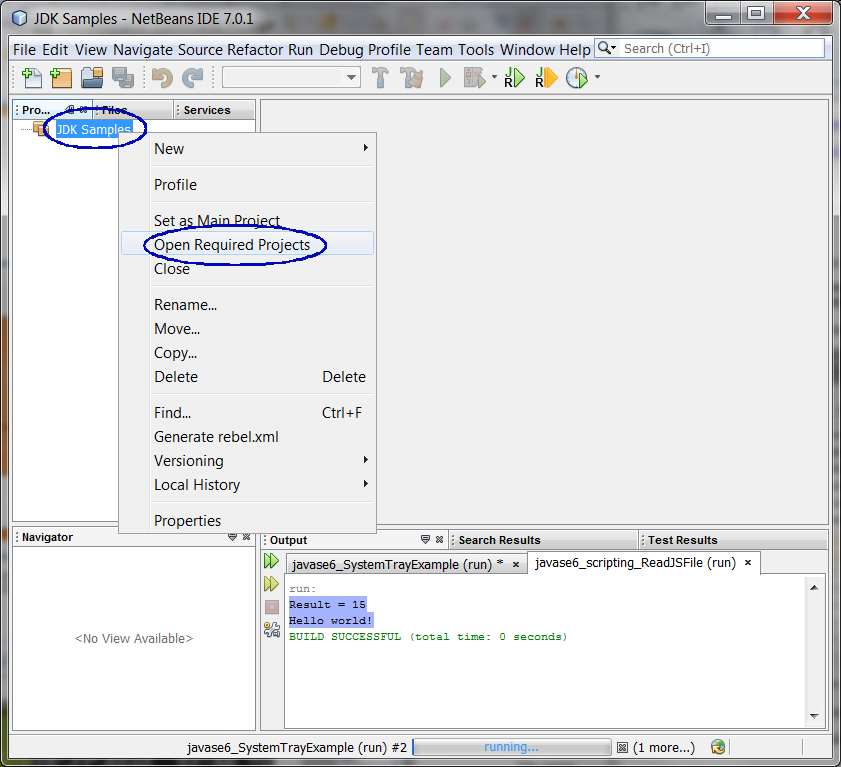 JDK Samples - NetBeans IDE 7.0.1
File Edit View Navigate Source Refactor Run Debug Profile Team Tools Window Help Search (Ctrl+I)
Pro... Files Services
JDK Samples
New
Profile
Set as Main Project
Open Required Projects
Close
Rename...
Move...
Copy...
Delete Delete
Find... Ctrl+F
Generate rebel.xml
Versioning
Local History
Properties
Navigator
<No View Available>
Output Search Results Test Results
javase6_SystemTrayExample (run) * javase6_scripting_ReadJSFile (run)
run:
Result = 15
Hello world!
BUILD SUCCESSFUL (total time: 0 seconds)
javase6_SystemTrayExample (run) #2 running... (1 more...)